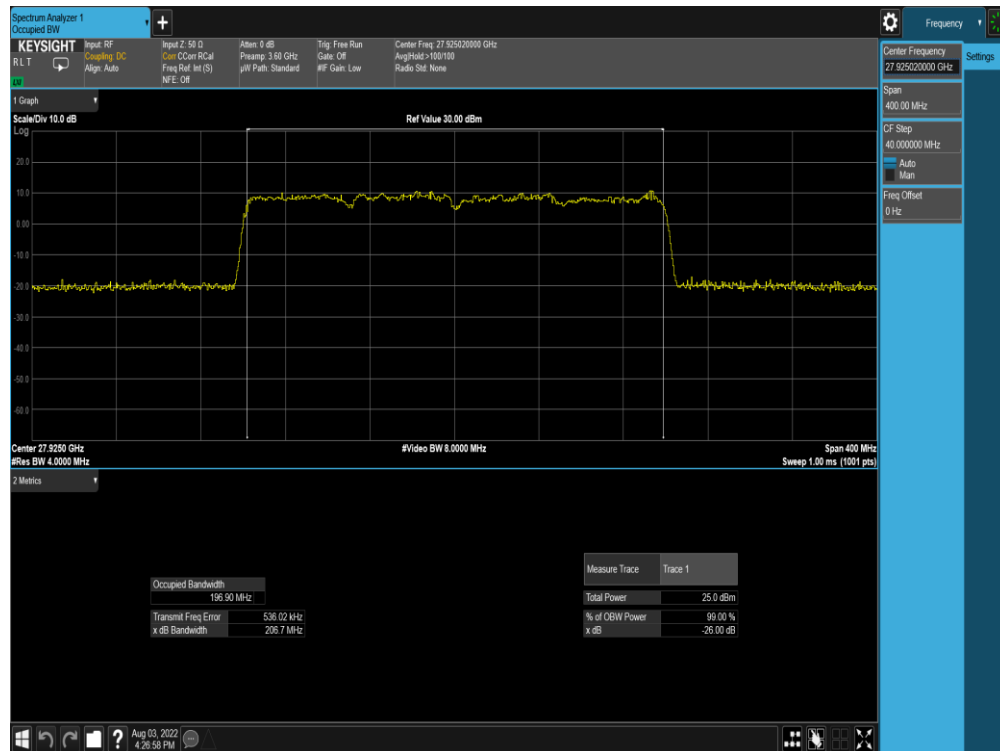 Spectrum Analyzer 1
Occupied BW
+
Frequency
KEYSIGHT
R L T
Input: RF
Coupling: DC
Align: Auto
Input Z: 50 Ω
Corr CCorr RCal
Freq Ref: Int (S)
NFE: Off
Atten: 0 dB
Preamp: 3.60 GHz
µW Path: Standard
Trig: Free Run
Gate: Off
#IF Gain: Low
Center Freq: 27.925020000 GHz
Avg|Hold:>100/100
Radio Std: None
Center Frequency
27.925020000 GHz
Settings
Span
400.00 MHz
CF Step
40.000000 MHz
Auto
Man
Freq Offset
0 Hz
1 Graph
Scale/Div 10.0 dB
Ref Value 30.00 dBm
Log
20.0
10.0
0.00
-10.0
-20.0
-30.0
-40.0
-50.0
-60.0
Center 27.9250 GHz
#Video BW 8.0000 MHz
Span 400 MHz
#Res BW 4.0000 MHz
Sweep 1.00 ms (1001 pts)
2 Metrics
Occupied Bandwidth
196.90 MHz
Transmit Freq Error 536.02 kHz
x dB Bandwidth 206.7 MHz
Measure Trace Trace 1
Total Power 25.0 dBm
% of OBW Power 99.00 %
x dB -26.00 dB
?
Aug 03, 2022
4:26:58 PM